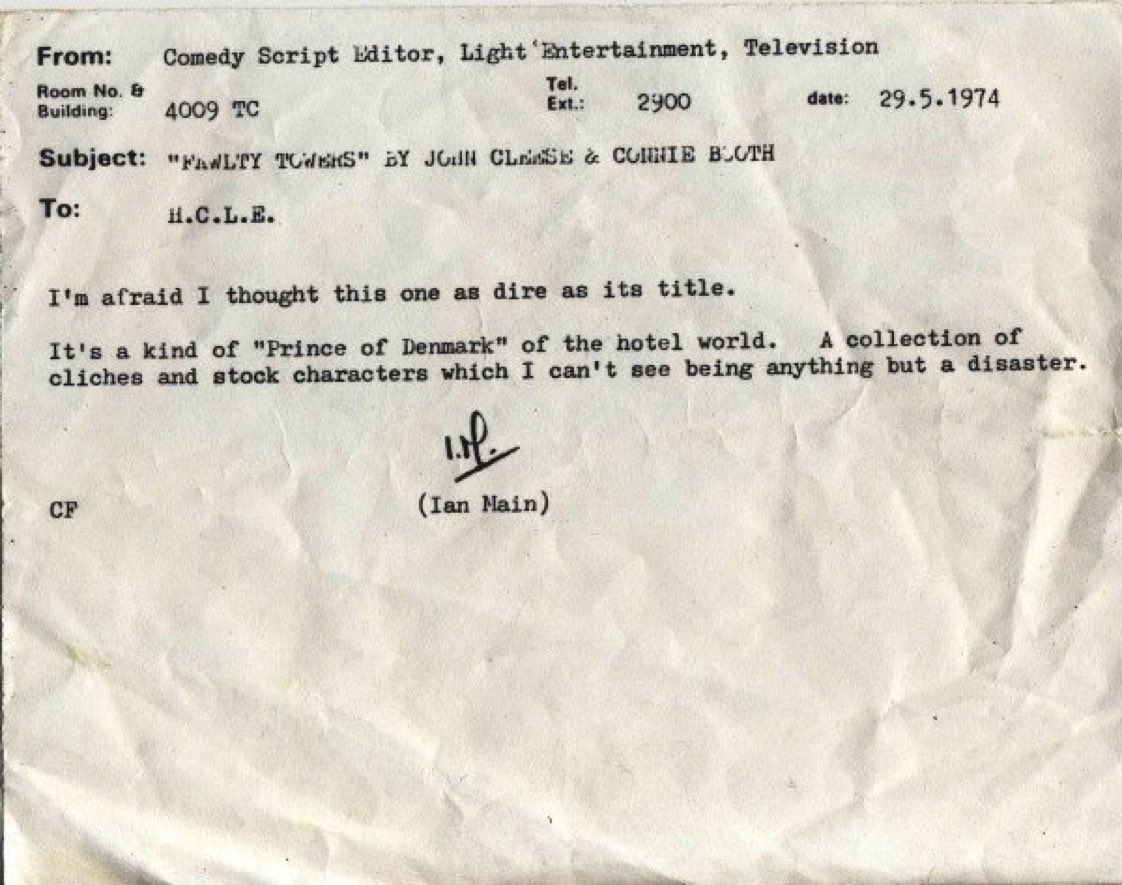 From: Comedy Script Editor, Light Entertainment, Television
Room No. & Building: 4009 TC Tel. Ext.: 2900 date: 29.5.1974
Subject: "FAWLTY TOWERS" BY JOHN CLEESE & CONNIE BOOTH
To: H.C.L.E.
I'm afraid I thought this one as dire as its title.
It's a kind of "Prince of Denmark" of the hotel world. A collection of
cliches and stock characters which I can't see being anything but a disaster.
I.M.
(Ian Main)
CF